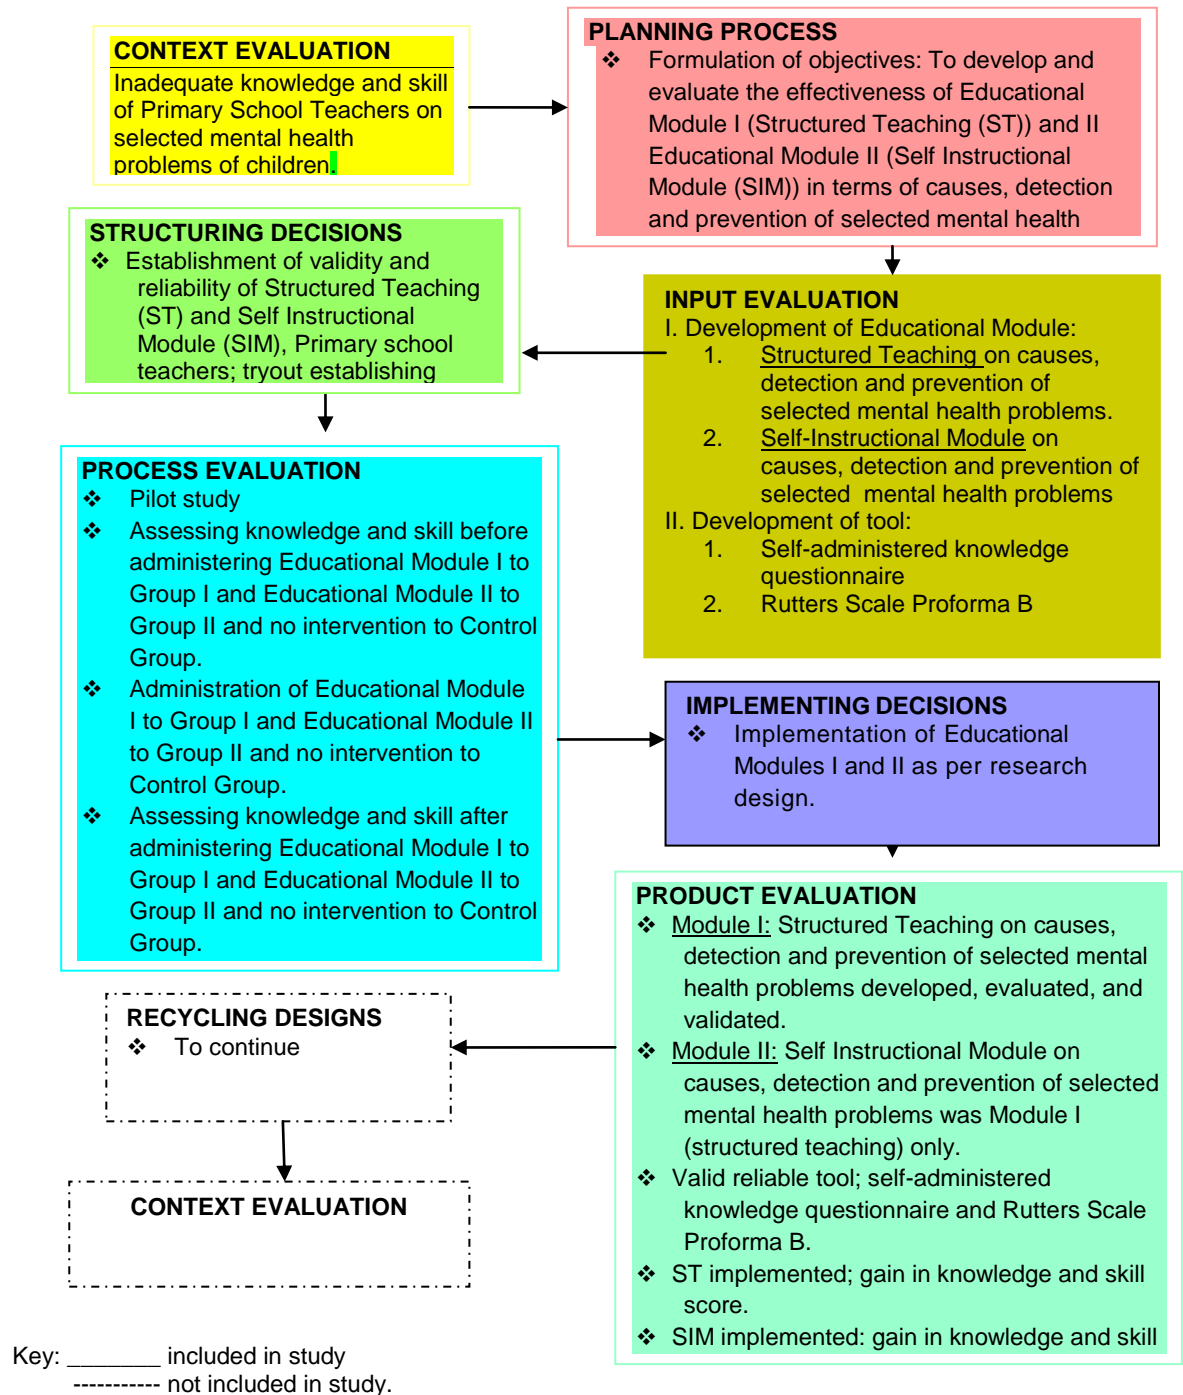 CONTEXT EVALUATION
Inadequate knowledge and skill
of Primary School Teachers on
selected mental health
problems of children.
PLANNING PROCESS
❖ Formulation of objectives: To develop and
evaluate the effectiveness of Educational
Module I (Structured Teaching (ST)) and II
Educational Module II (Self Instructional
Module (SIM)) in terms of causes, detection
and prevention of selected mental health
STRUCTURING DECISIONS
❖ Establishment of validity and
reliability of Structured Teaching
(ST) and Self Instructional
Module (SIM), Primary school
teachers; tryout establishing
INPUT EVALUATION
I. Development of Educational Module:
1. Structured Teaching on causes,
detection and prevention of
selected mental health problems.
2. Self-Instructional Module on
causes, detection and prevention of
selected mental health problems
II. Development of tool:
1. Self-administered knowledge
questionnaire
2. Rutters Scale Proforma B
PROCESS EVALUATION
❖ Pilot study
❖ Assessing knowledge and skill before
administering Educational Module I to
Group I and Educational Module II to
Group II and no intervention to Control
Group.
❖ Administration of Educational Module
I to Group I and Educational Module II
to Group II and no intervention to
Control Group.
❖ Assessing knowledge and skill after
administering Educational Module I to
Group I and Educational Module II to
Group II and no intervention to Control
Group.
IMPLEMENTING DECISIONS
❖ Implementation of Educational
Modules I and II as per research
design.
PRODUCT EVALUATION
❖ Module I: Structured Teaching on causes,
detection and prevention of selected mental
health problems developed, evaluated, and
validated.
❖ Module II: Self Instructional Module on
causes, detection and prevention of selected
mental health problems was Module I
(structured teaching) only.
❖ Valid reliable tool; self-administered
knowledge questionnaire and Rutters Scale
Proforma B.
❖ ST implemented; gain in knowledge and skill
score.
❖ SIM implemented: gain in knowledge and skill
RECYCLING DESIGNS
❖ To continue
CONTEXT EVALUATION
Key: _______ included in study
----------- not included in study.